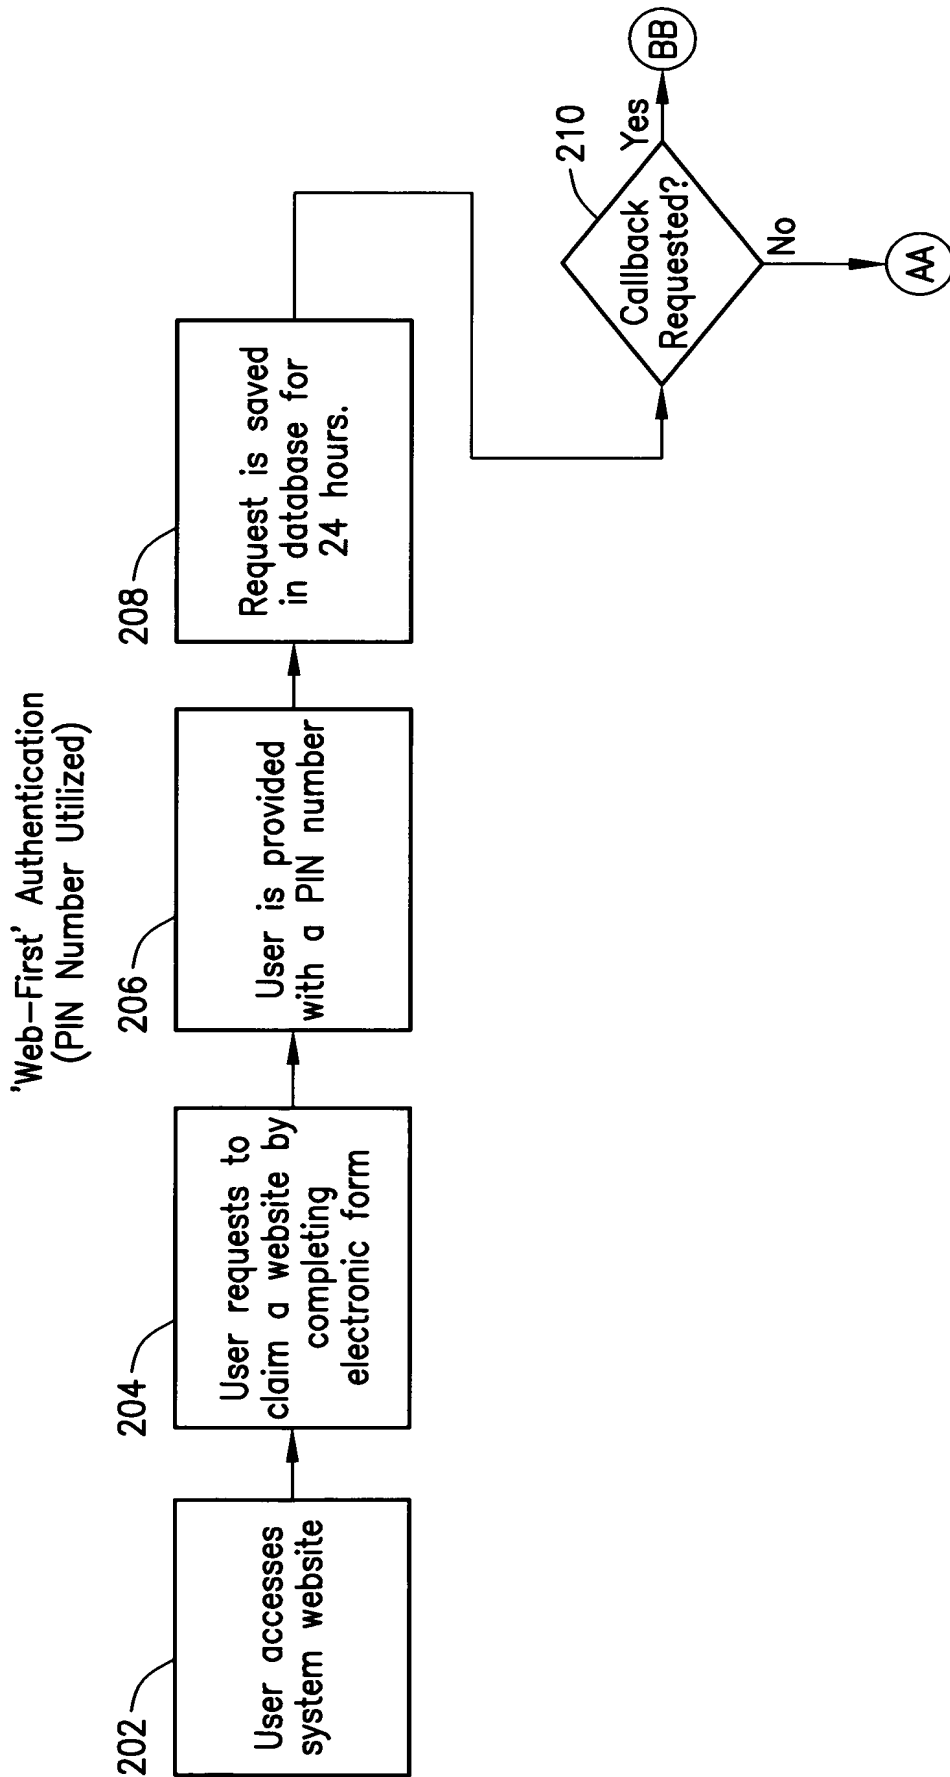 'Web-First' Authentication
(PIN Number Utilized)
202
User accesses
system website
204
User requests to
claim a website by
completing
electronic form
206
User is provided
with a PIN number
208
Request is saved
in database for
24 hours.
210
Callback
Requested?
Yes
BB
No
AA